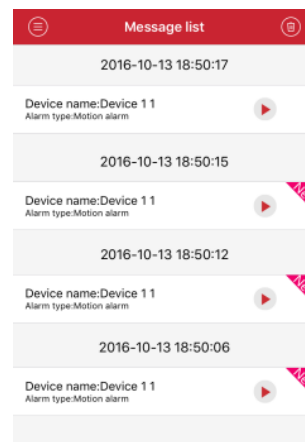 Message list
2016-10-13 18:50:17
Device name:Device 1 1
Alarm type:Motion alarm
2016-10-13 18:50:15
Device name:Device 1 1
Alarm type:Motion alarm
2016-10-13 18:50:12
Device name:Device 1 1
Alarm type:Motion alarm
2016-10-13 18:50:06
Device name:Device 1 1
Alarm type:Motion alarm